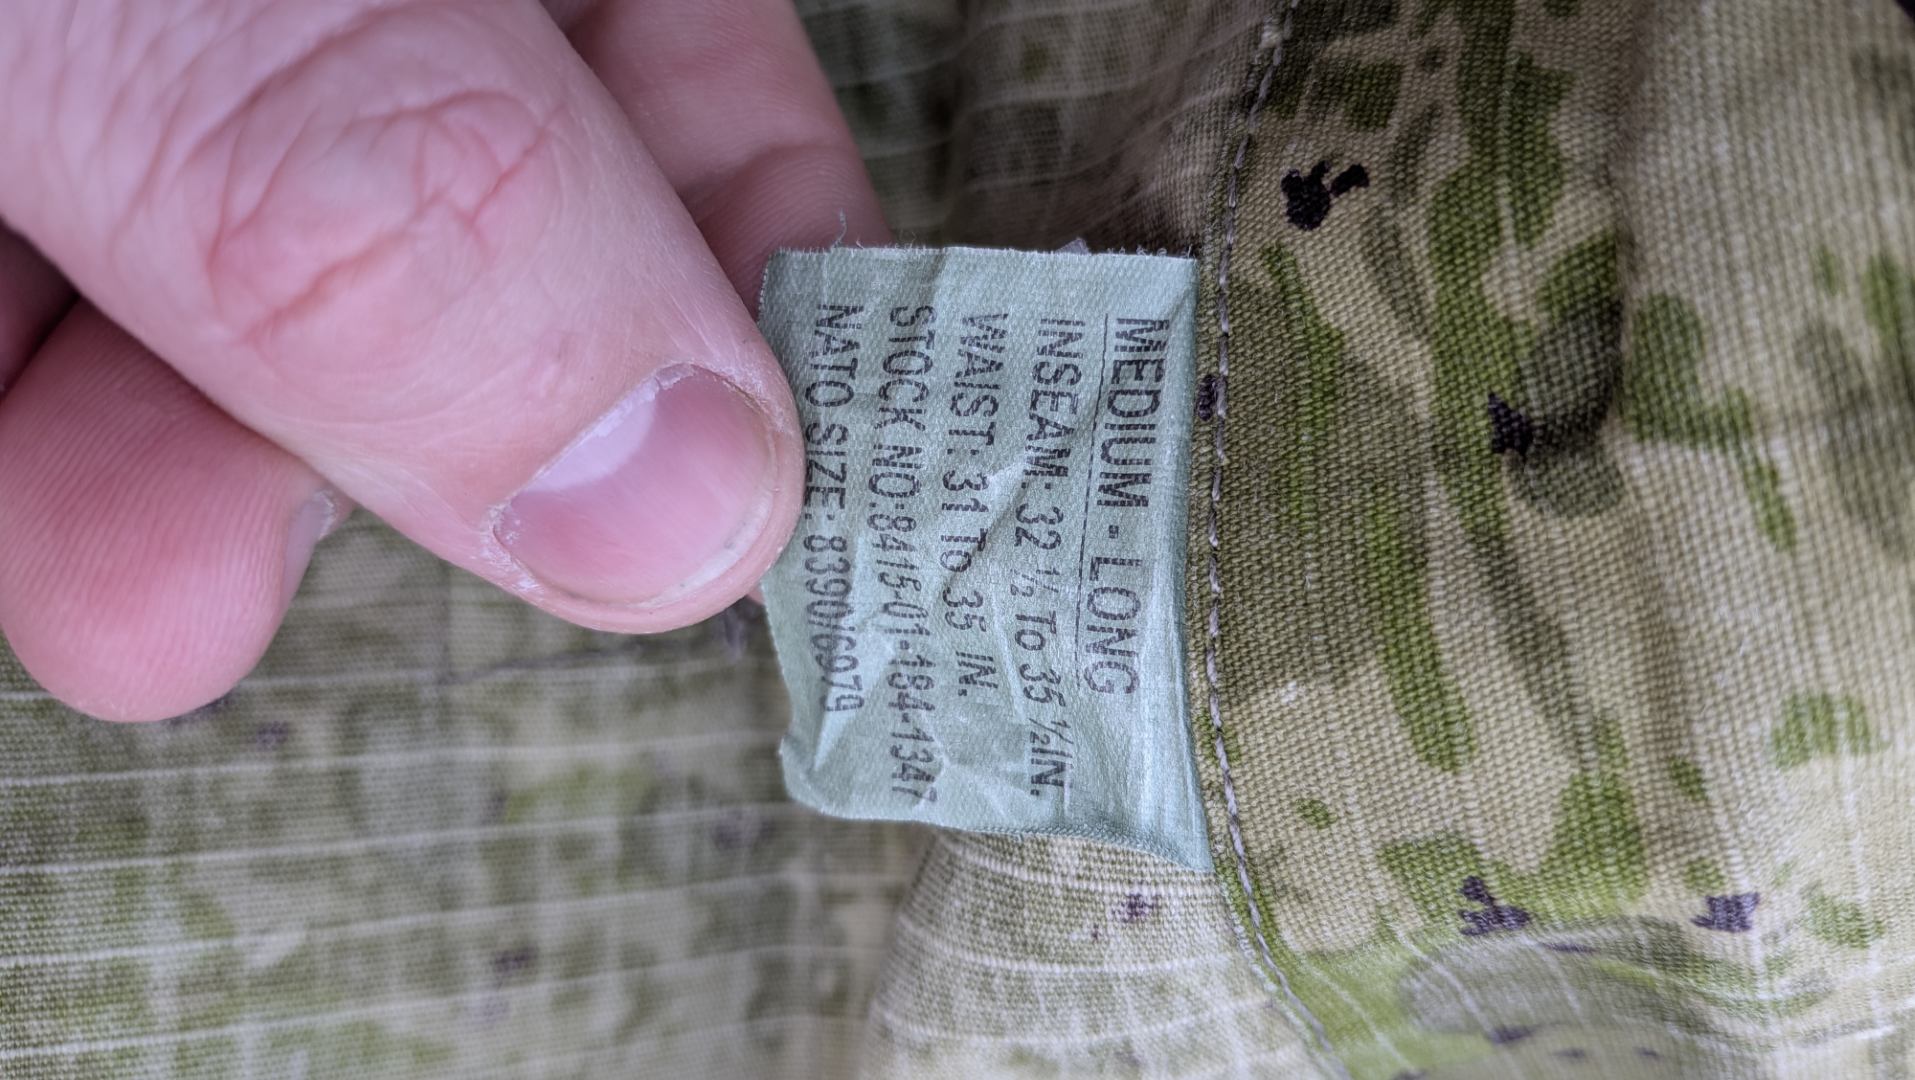 MEDIUM - LONG
INSEAM: 32 ½ To 35 ½ IN.
WAIST: 31 To 35 IN.
STOCK NO.8415-01-184-1347
NATO SIZE: 8390/6979